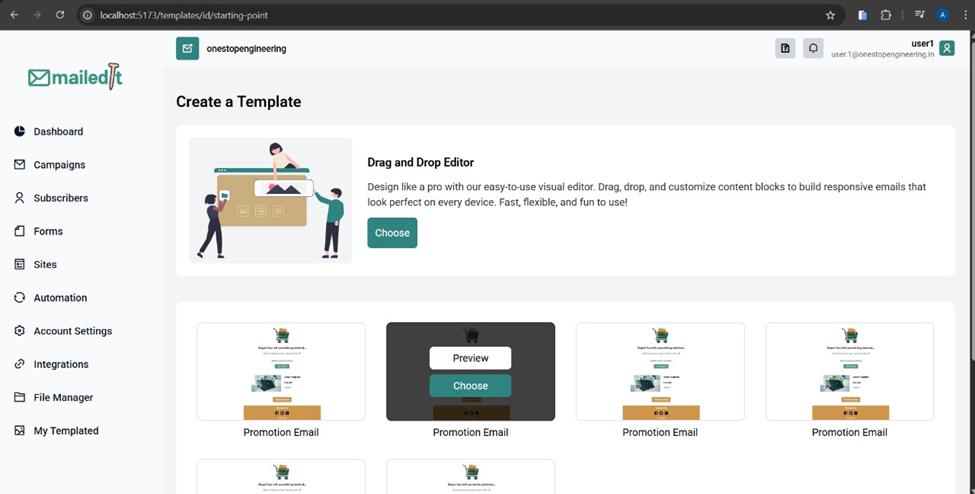 localhost:5173/templates/id/starting-point
A
onestopengineering
user1
user.1@onestopengineering.in
mailedit
Create a Template
Dashboard
Campaigns
Subscribers
Forms
Sites
Automation
Account Settings
Integrations
File Manager
My Templated
Drag and Drop Editor
Design like a pro with our easy-to-use visual editor. Drag, drop, and customize content blocks to build responsive emails that
look perfect on every device. Fast, flexible, and fun to use!
Choose
Preview
Choose
Promotion Email
Promotion Email
Promotion Email
Promotion Email